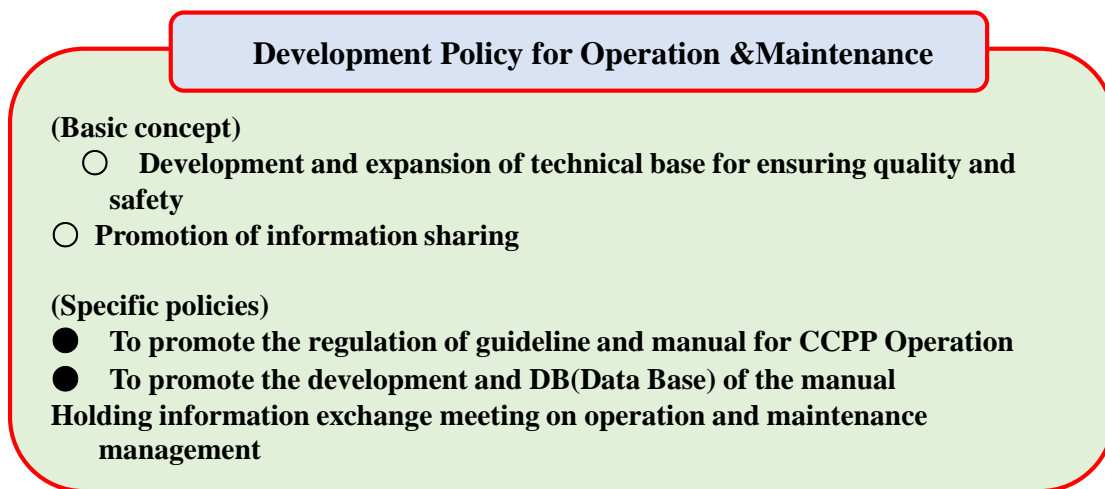 Development Policy for Operation &Maintenance
(Basic concept)
○ Development and expansion of technical base for ensuring quality and
safety
○ Promotion of information sharing
(Specific policies)
● To promote the regulation of guideline and manual for CCPP Operation
● To promote the development and DB(Data Base) of the manual
Holding information exchange meeting on operation and maintenance
management